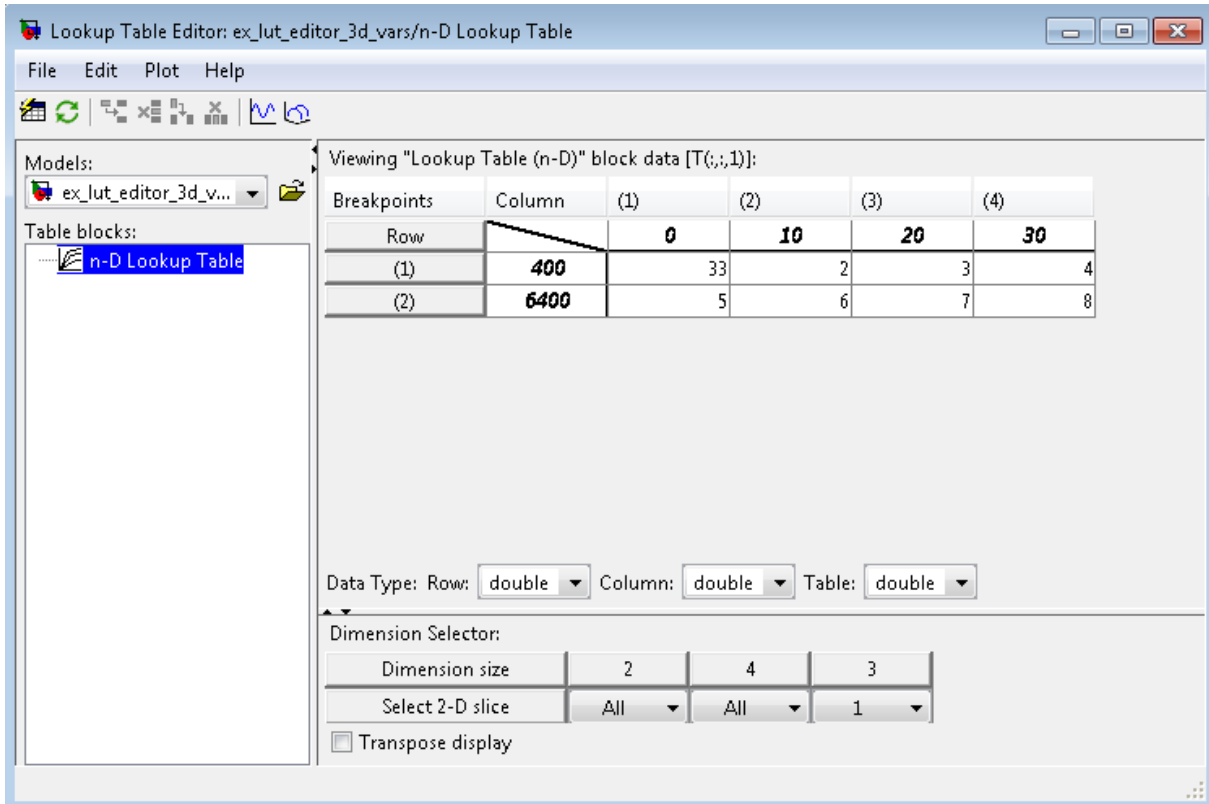 Lookup Table Editor: ex_lut_editor_3d_vars/n-D Lookup Table
File Edit Plot Help
Models:
ex_lut_editor_3d_v...
Table blocks:
n-D Lookup Table
Viewing "Lookup Table (n-D)" block data [T(:,:,1)]:
Breakpoints Column (1) (2) (3) (4)
Row 0 10 20 30
(1) 400 33 2 3 4
(2) 6400 5 6 7 8
Data Type: Row: double Column: double Table: double
Dimension Selector:
Dimension size 2 4 3
Select 2-D slice All All 1
Transpose display